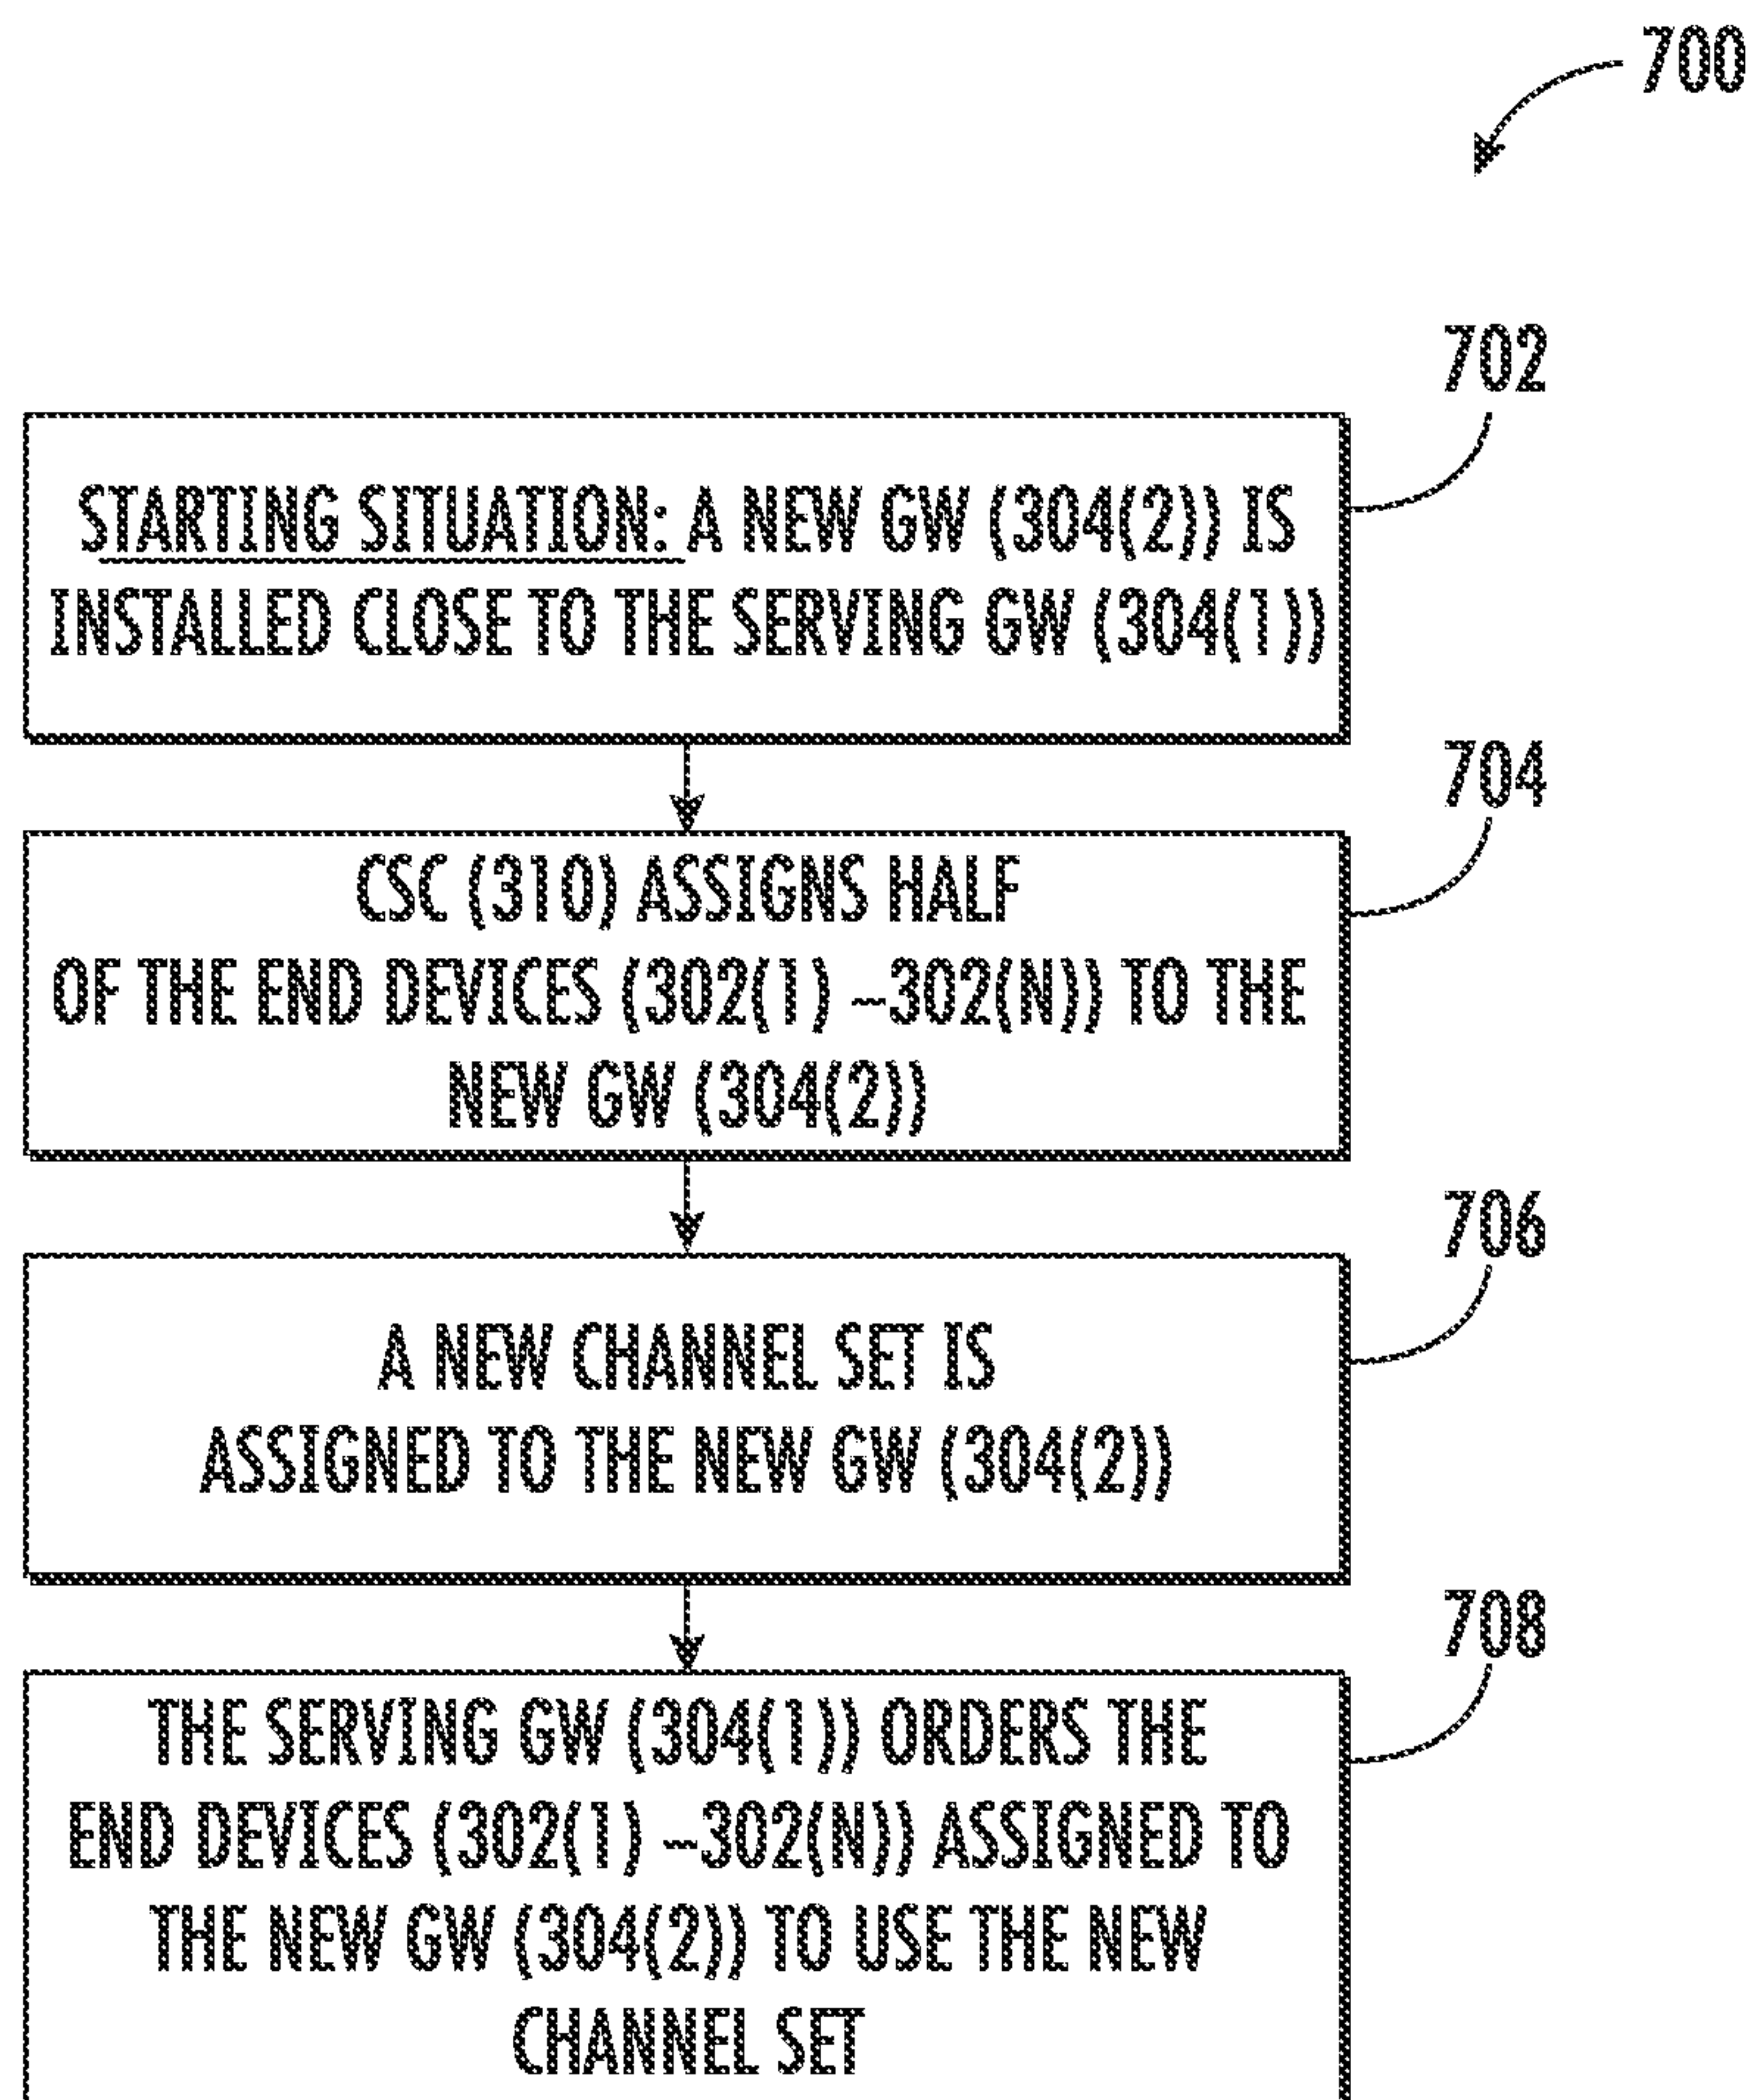 700
702
STARTING SITUATION: A NEW GW (304(2)) IS
INSTALLED CLOSE TO THE SERVING GW (304(1))
704
CSC (310) ASSIGNS HALF
OF THE END DEVICES (302(1) –302(N)) TO THE
NEW GW (304(2))
706
A NEW CHANNEL SET IS
ASSIGNED TO THE NEW GW (304(2))
708
THE SERVING GW (304(1)) ORDERS THE
END DEVICES (302(1) –302(N)) ASSIGNED TO
THE NEW GW (304(2)) TO USE THE NEW
CHANNEL SET